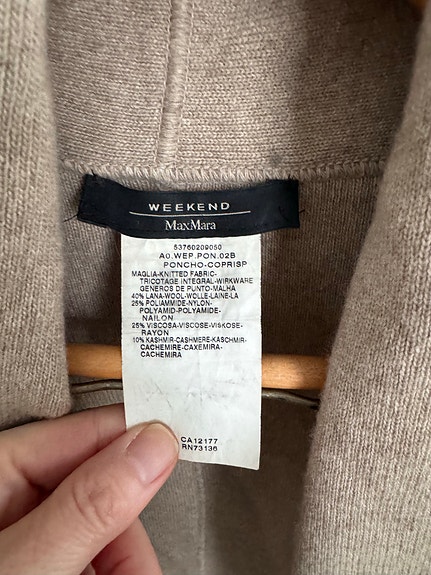 WEEKEND
MaxMara
53760209050
A0.WEP.PON.02B
PONCHO-COPRISP
MAGLIA-KNITTED FABRIC-
TRICOTAGE INTEGRAL-WIRKWARE
GENEROS DE PUNTO-MALHA
40% LANA-WOOL-WOLLE-LAINE-LA
25% POLIAMMIDE-NYLON-
POLYAMID-POLYAMIDE-
NAILON
25% VISCOSA-VISCOSE-VISKOSE-
RAYON
10% KASHMIR-CASHMERE-KASCHMIR-
CACHEMIRE-CAXEMIRA-
CACHEMIRA
CA12177
RN73136